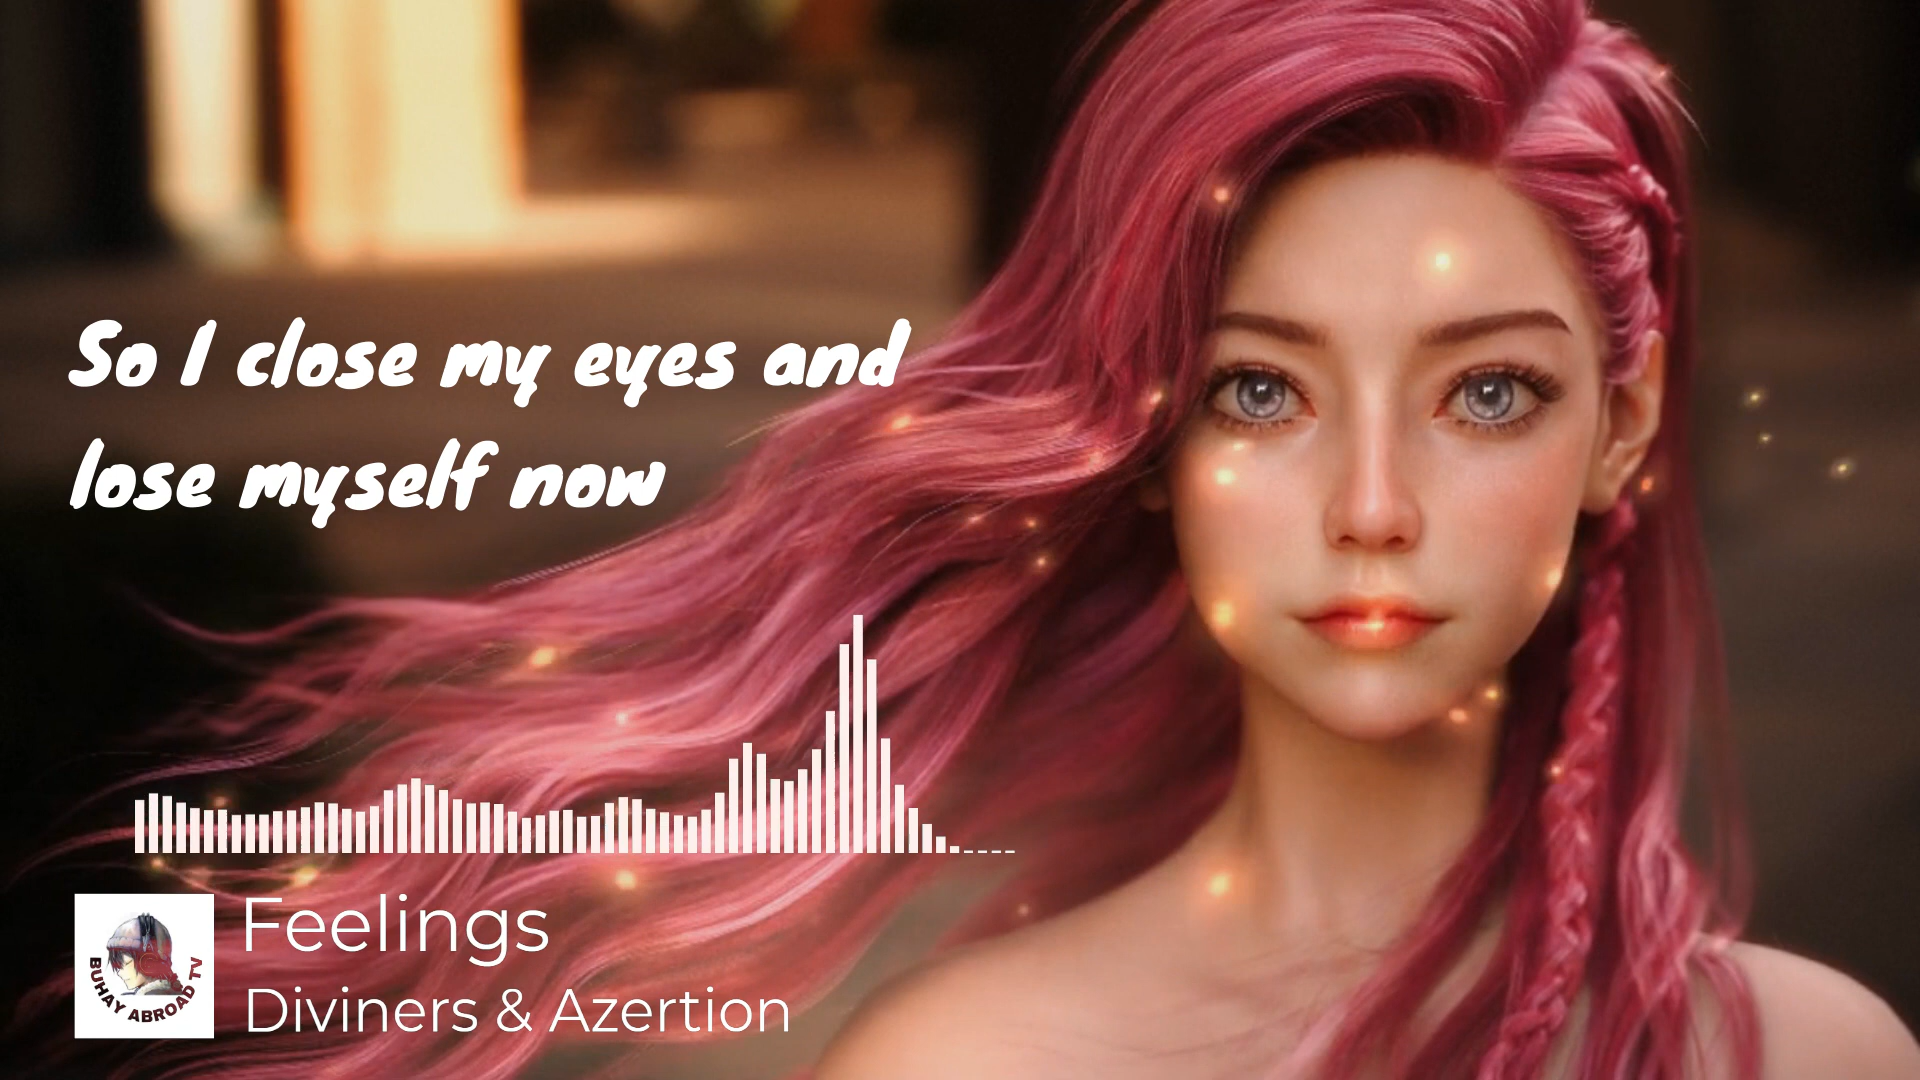 So I close my eyes and
lose myself now
Feelings
Diviners & Azertion
BUHAY ABROAD TV